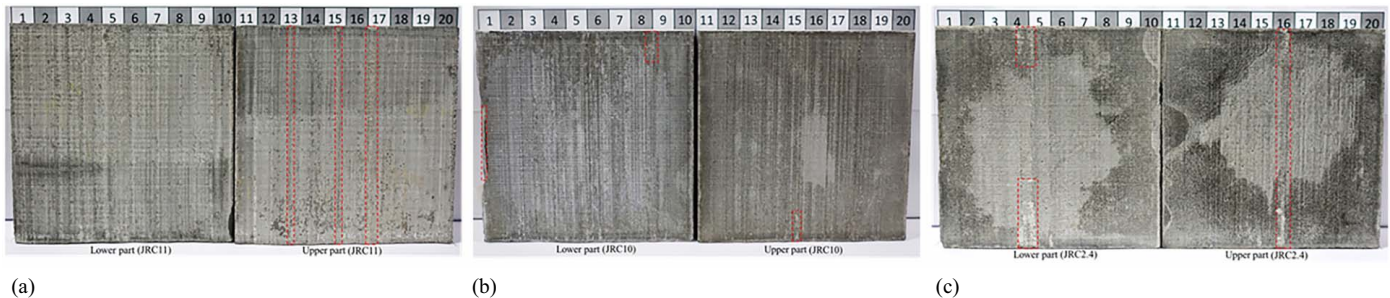 1 2 3 4 5 6 7 8 9 10 11 12 13 14 15 16 17 18 19 20
Lower part (JRC11) Upper part (JRC11)
(a)
1 2 3 4 5 6 7 8 9 10 11 12 13 14 15 16 17 18 19 20
Lower part (JRC10) Upper part (JRC10)
(b)
1 2 3 4 5 6 7 8 9 10 11 12 13 14 15 16 17 18 19 20
Lower part (JRC2.4) Upper part (JRC2.4)
(c)